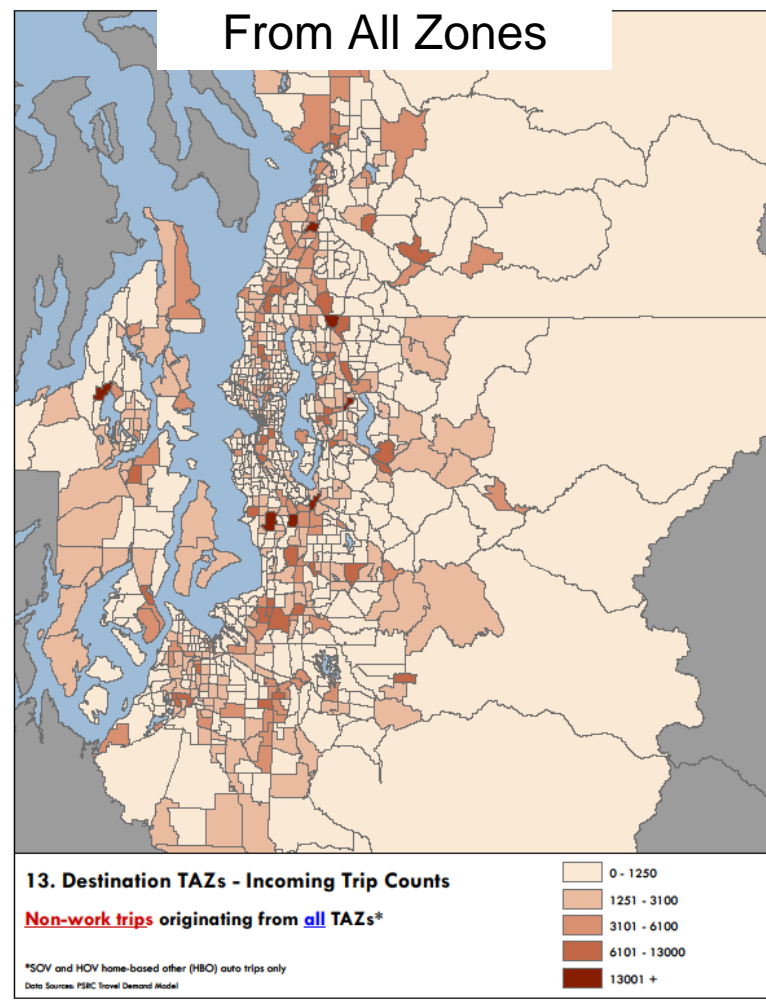 From All Zones
13. Destination TAZs - Incoming Trip Counts
Non-work trips originating from all TAZs*
*SOV and HOV home-based other (HBO) auto trips only
Data Sources: PSRC Travel Demand Model
0 - 1250
1251 - 3100
3101 - 6100
6101 - 13000
13001 +